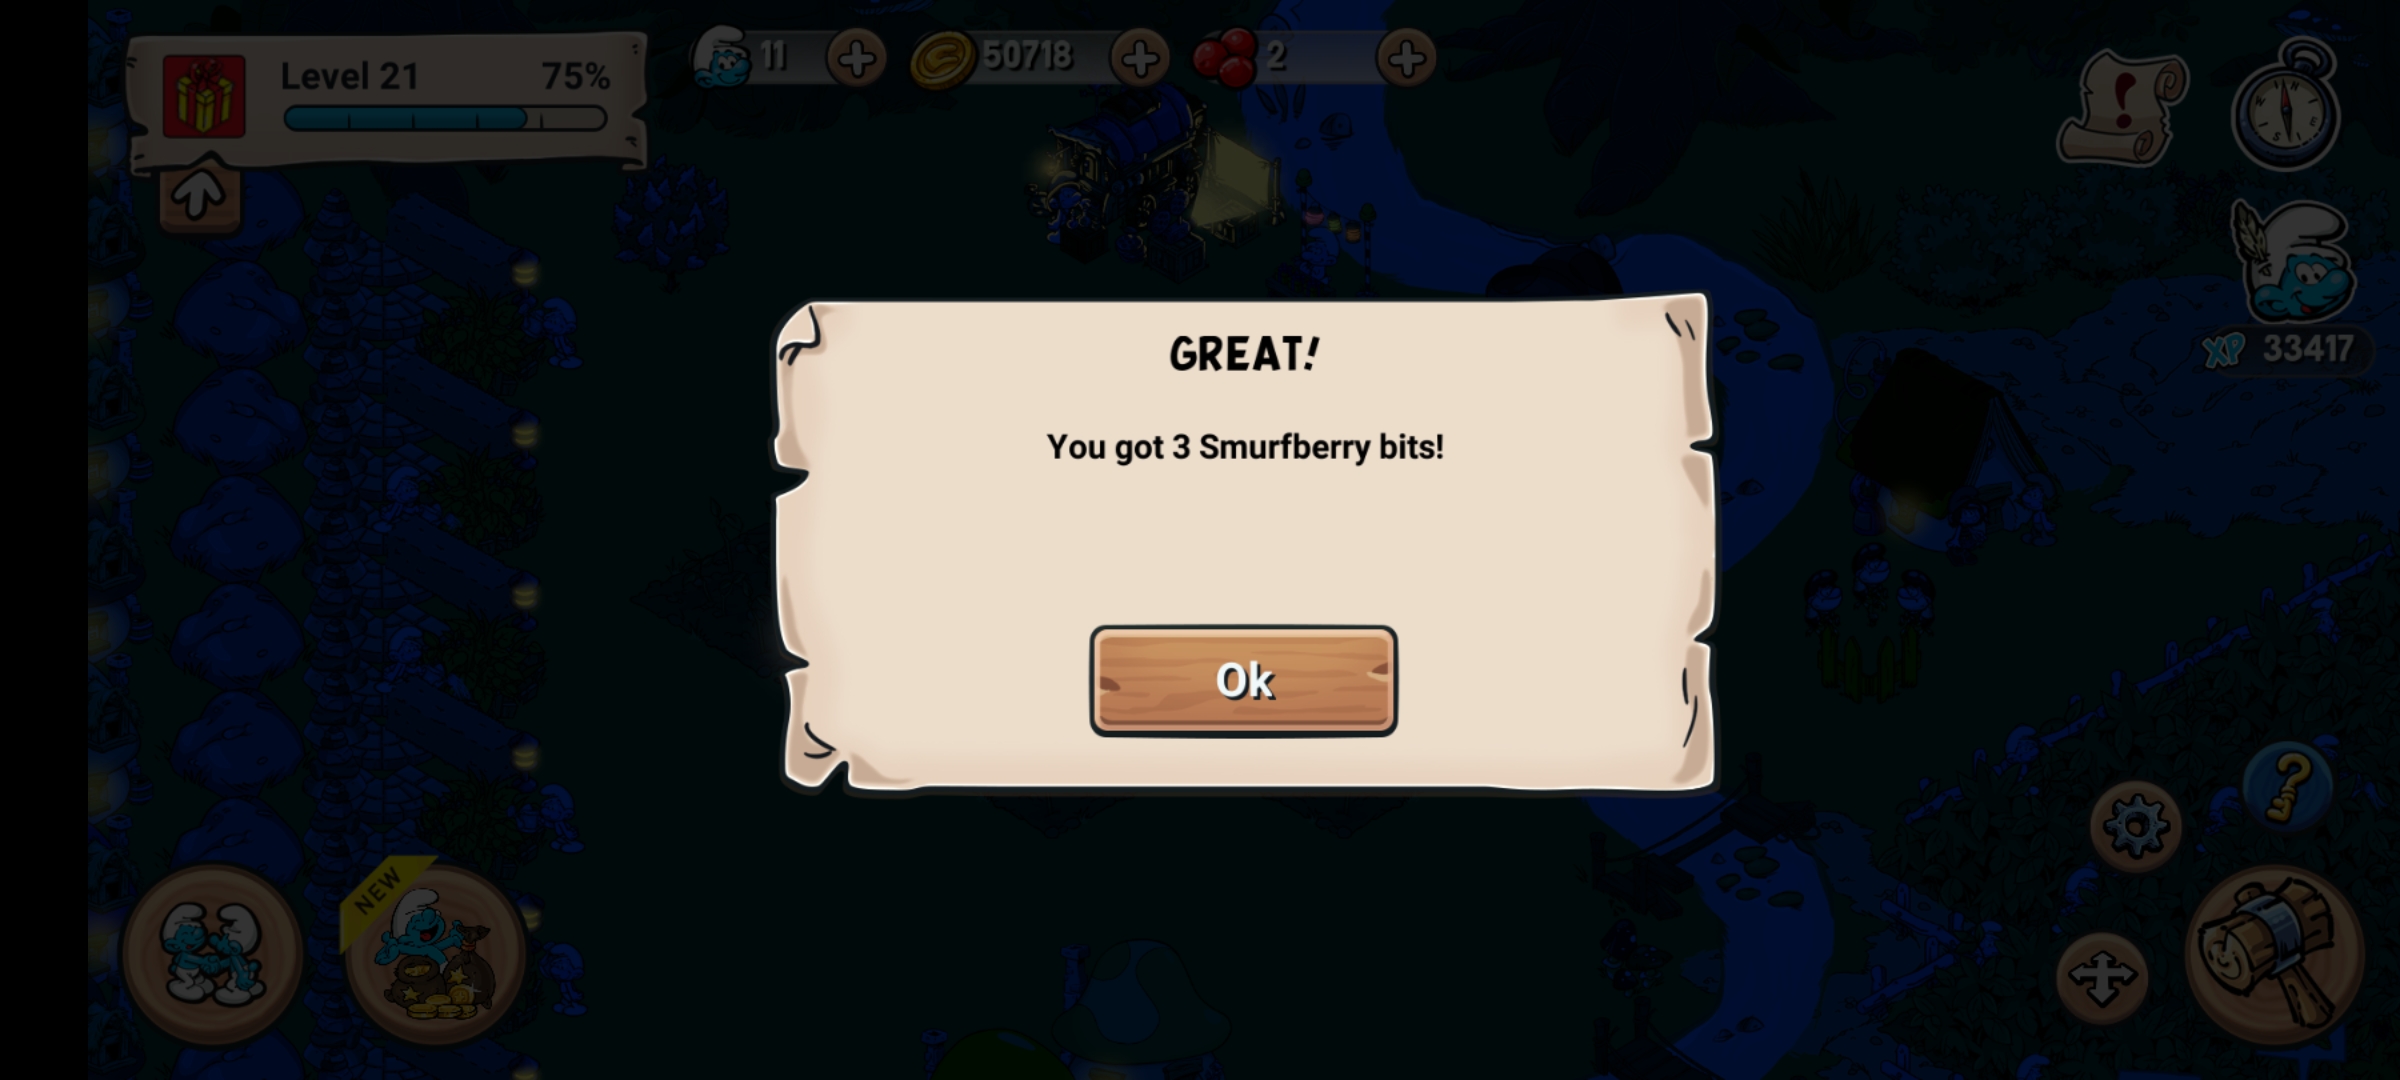 Level 21 75%
11
50718
2
XP 33417
GREAT!
You got 3 Smurfberry bits!
Ok
NEW